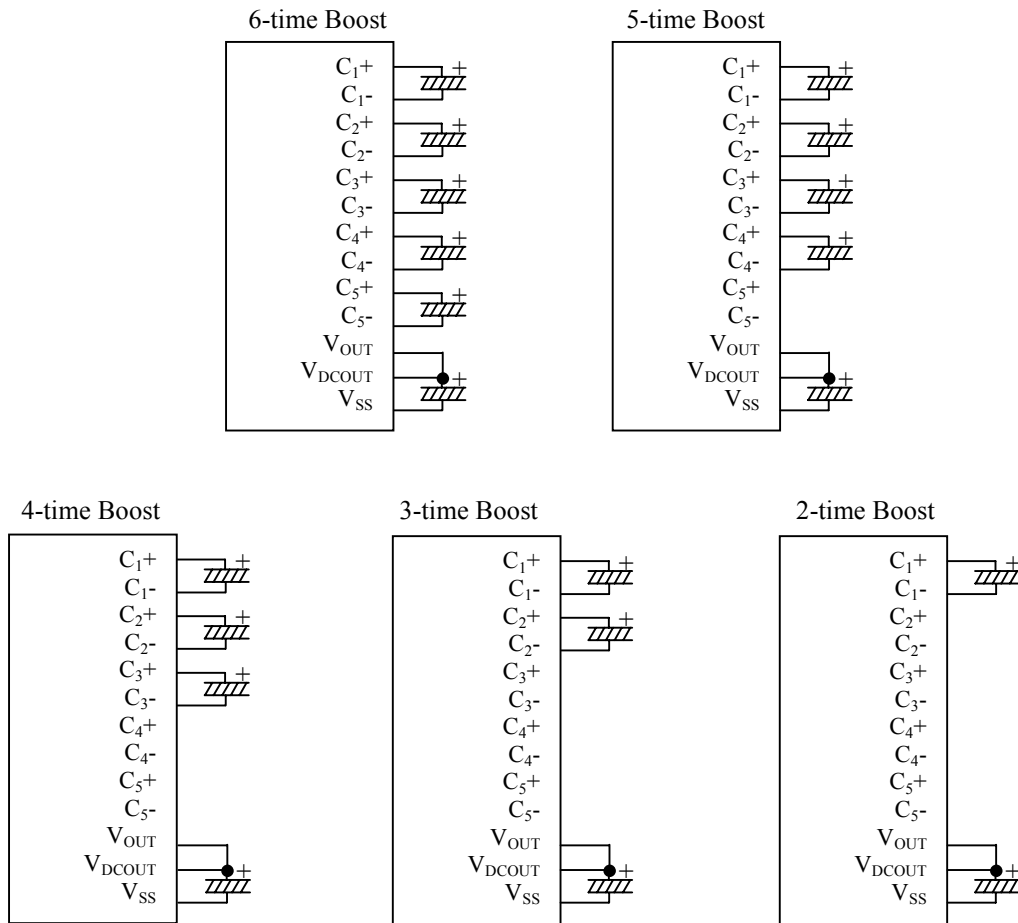 6-time Boost
C1+
+
C1-
C2+
+
C2-
C3+
+
C3-
C4+
+
C4-
C5+
+
C5-
VOUT
VDCOUT
+
VSS
5-time Boost
C1+
+
C1-
C2+
+
C2-
C3+
+
C3-
C4+
+
C4-
C5+
C5-
VOUT
VDCOUT
+
VSS
4-time Boost
C1+
+
C1-
C2+
+
C2-
C3+
+
C3-
C4+
C4-
C5+
C5-
VOUT
VDCOUT
+
VSS
3-time Boost
C1+
+
C1-
C2+
+
C2-
C3+
C3-
C4+
C4-
C5+
C5-
VOUT
VDCOUT
+
VSS
2-time Boost
C1+
+
C1-
C2+
C2-
C3+
C3-
C4+
C4-
C5+
C5-
VOUT
VDCOUT
+
VSS